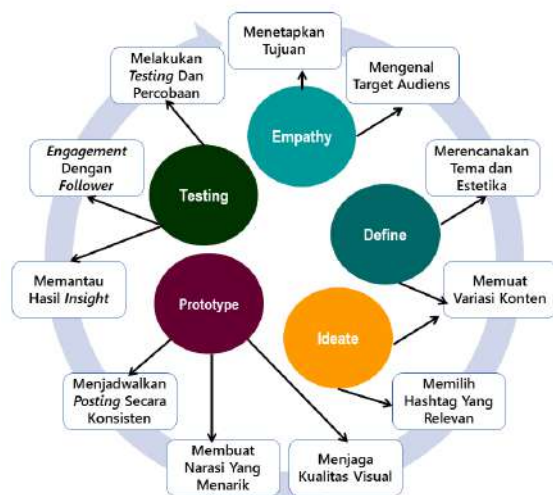 Menetapkan
Tujuan
Mengenal
Target Audiens
Empathy
Merencanakan
Tema dan
Estetika
Define
Memuat
Variasi Konten
Ideate
Memilih
Hashtag Yang
Relevan
Menjaga
Kualitas Visual
Membuat
Narasi Yang
Menarik
Menjadwalkan
Posting Secara
Konsisten
Prototype
Memantau
Hasil Insight
Engagement
Dengan
Follower
Testing
Melakukan
Testing Dan
Percobaan